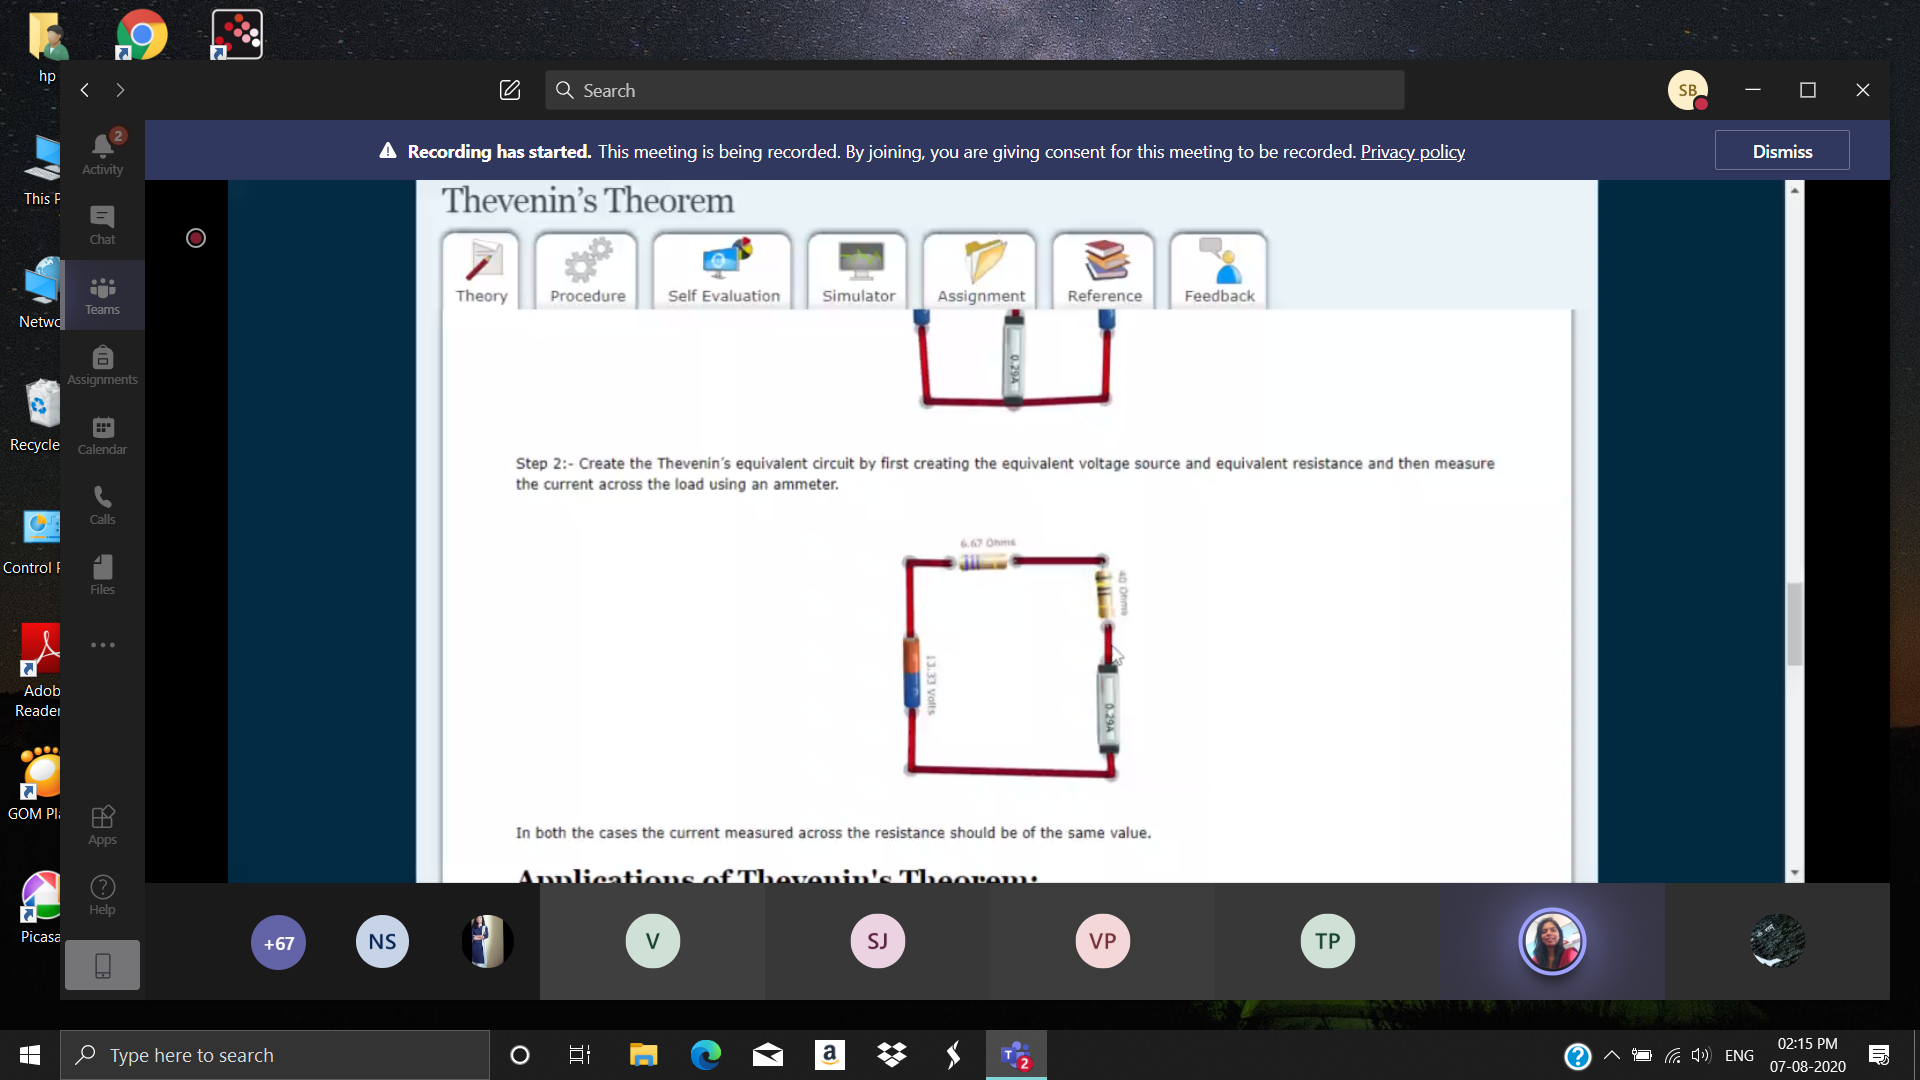 hp
Search
SB
2
Activity
Recording has started. This meeting is being recorded. By joining, you are giving consent for this meeting to be recorded. Privacy policy
Dismiss
This P
Chat
Thevenin's Theorem
Theory
Procedure
Self Evaluation
Simulator
Assignment
Reference
Feedback
Netwo
Teams
0.29A
Assignments
Recycle
Calendar
Step 2:- Create the Thevenin's equivalent circuit by first creating the equivalent voltage source and equivalent resistance and then measure
the current across the load using an ammeter.
Calls
Control P
Files
6.67 Ohms
40 Ohms
13.33 Volts
0.29A
Adob
Reader
GOM Pla
Apps
In both the cases the current measured across the resistance should be of the same value.
Applications of Thevenin's Theorem:
Help
Picasa
+67
NS
V
SJ
VP
TP
Type here to search
a
T
2
ENG
02:15 PM
07-08-2020